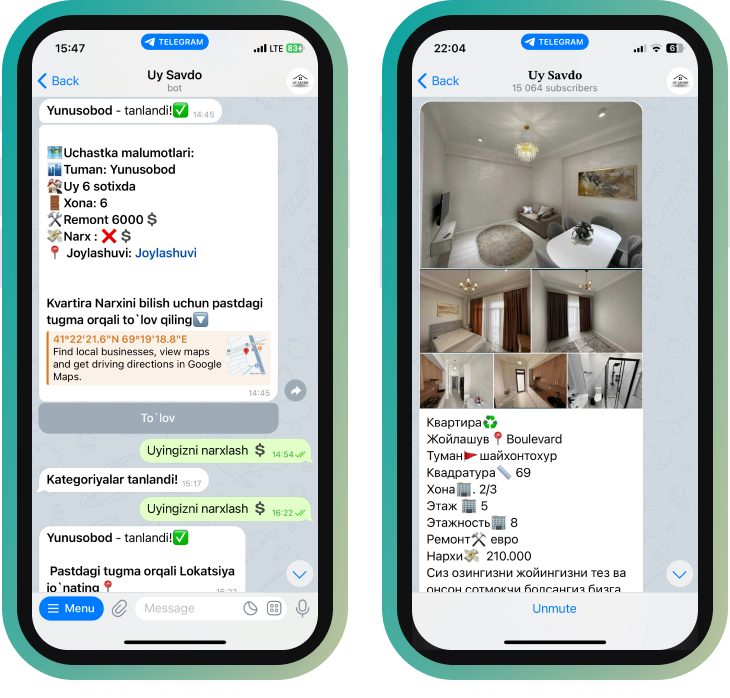 15:47
TELEGRAM
LTE
83
Back
Uy Savdo
bot
UY SAVDO
Yunusobod - tanlandi!✅
14:45
🗺️Uchastka malumotlari:
🏙️Tuman: Yunusobod
🏘️Uy 6 sotixda
🚪Xona: 6
🛠️Remont 6000💲
💸Narx : ❌💲
📍 Joylashuvi: Joylashuvi
Kvartira Narxini bilish uchun pastdagi
tugma orqali to`lov qiling🔽
41°22'21.6"N 69°19'18.8"E
Find local businesses, view maps
and get driving directions in Google
Maps.
14:45
To`lov
Uyingizni narxlash 💲
14:54
Kategoriyalar tanlandi!
15:17
Uyingizni narxlash 💲
16:22
Yunusobod - tanlandi!✅
Pastdagi tugma orqali Lokatsiya
jo`nating📍
16:22
Menu
Message
22:04
TELEGRAM
61
Back
Uy Savdo
15 064 subscribers
UY SAVDO
Квартира♻️
Жойлашув📍Boulevard
Туман🚩шайхонтохур
Квадратура📏 69
Хона🏢. 2/3
Этаж 🏢 5
Этажность🏢 8
Ремонт🛠️ евро
Нархи💸 210.000
Сиз озингизни жойингизни тез ва
онсон сотмокчи болсангиз бизга
Unmute